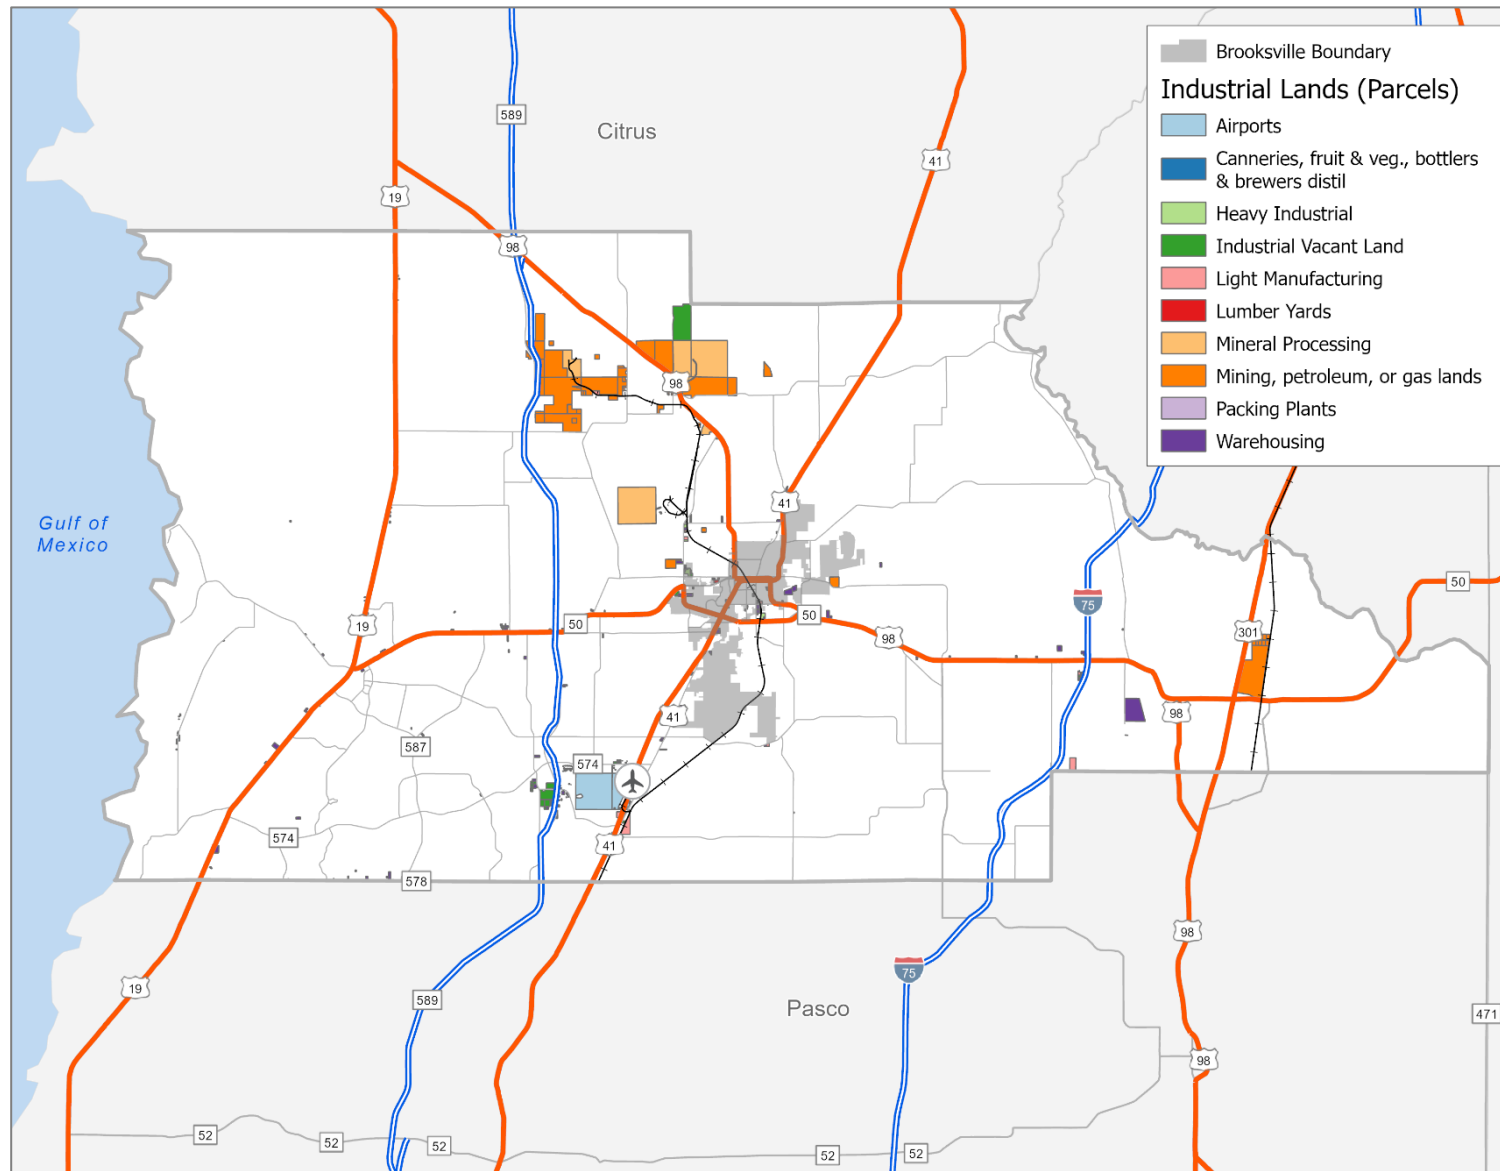 Brooksville Boundary
Industrial Lands (Parcels)
Airports
Canneries, fruit & veg., bottlers
& brewers distil
Heavy Industrial
Industrial Vacant Land
Light Manufacturing
Lumber Yards
Mineral Processing
Mining, petroleum, or gas lands
Packing Plants
Warehousing
589
Citrus
41
19
98
98
41
Gulf of
Mexico
50
75
19
50
50
98
301
41
98
587
574
574
41
578
98
75
19
589
Pasco
471
98
52
52
52
52
52